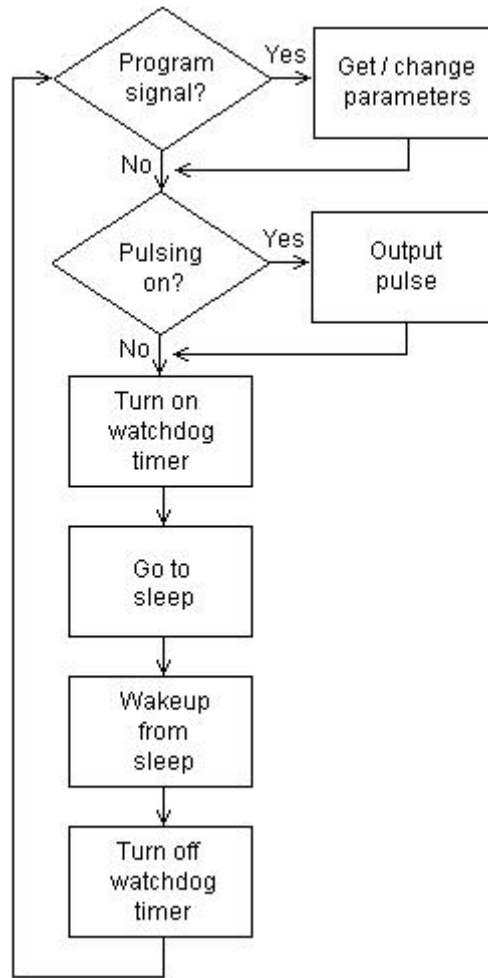 Program
signal?
Yes
Get / change
parameters
No
Pulsing
on?
Yes
Output
pulse
No
Turn on
watchdog
timer
Go to
sleep
Wakeup
from
sleep
Turn off
watchdog
timer